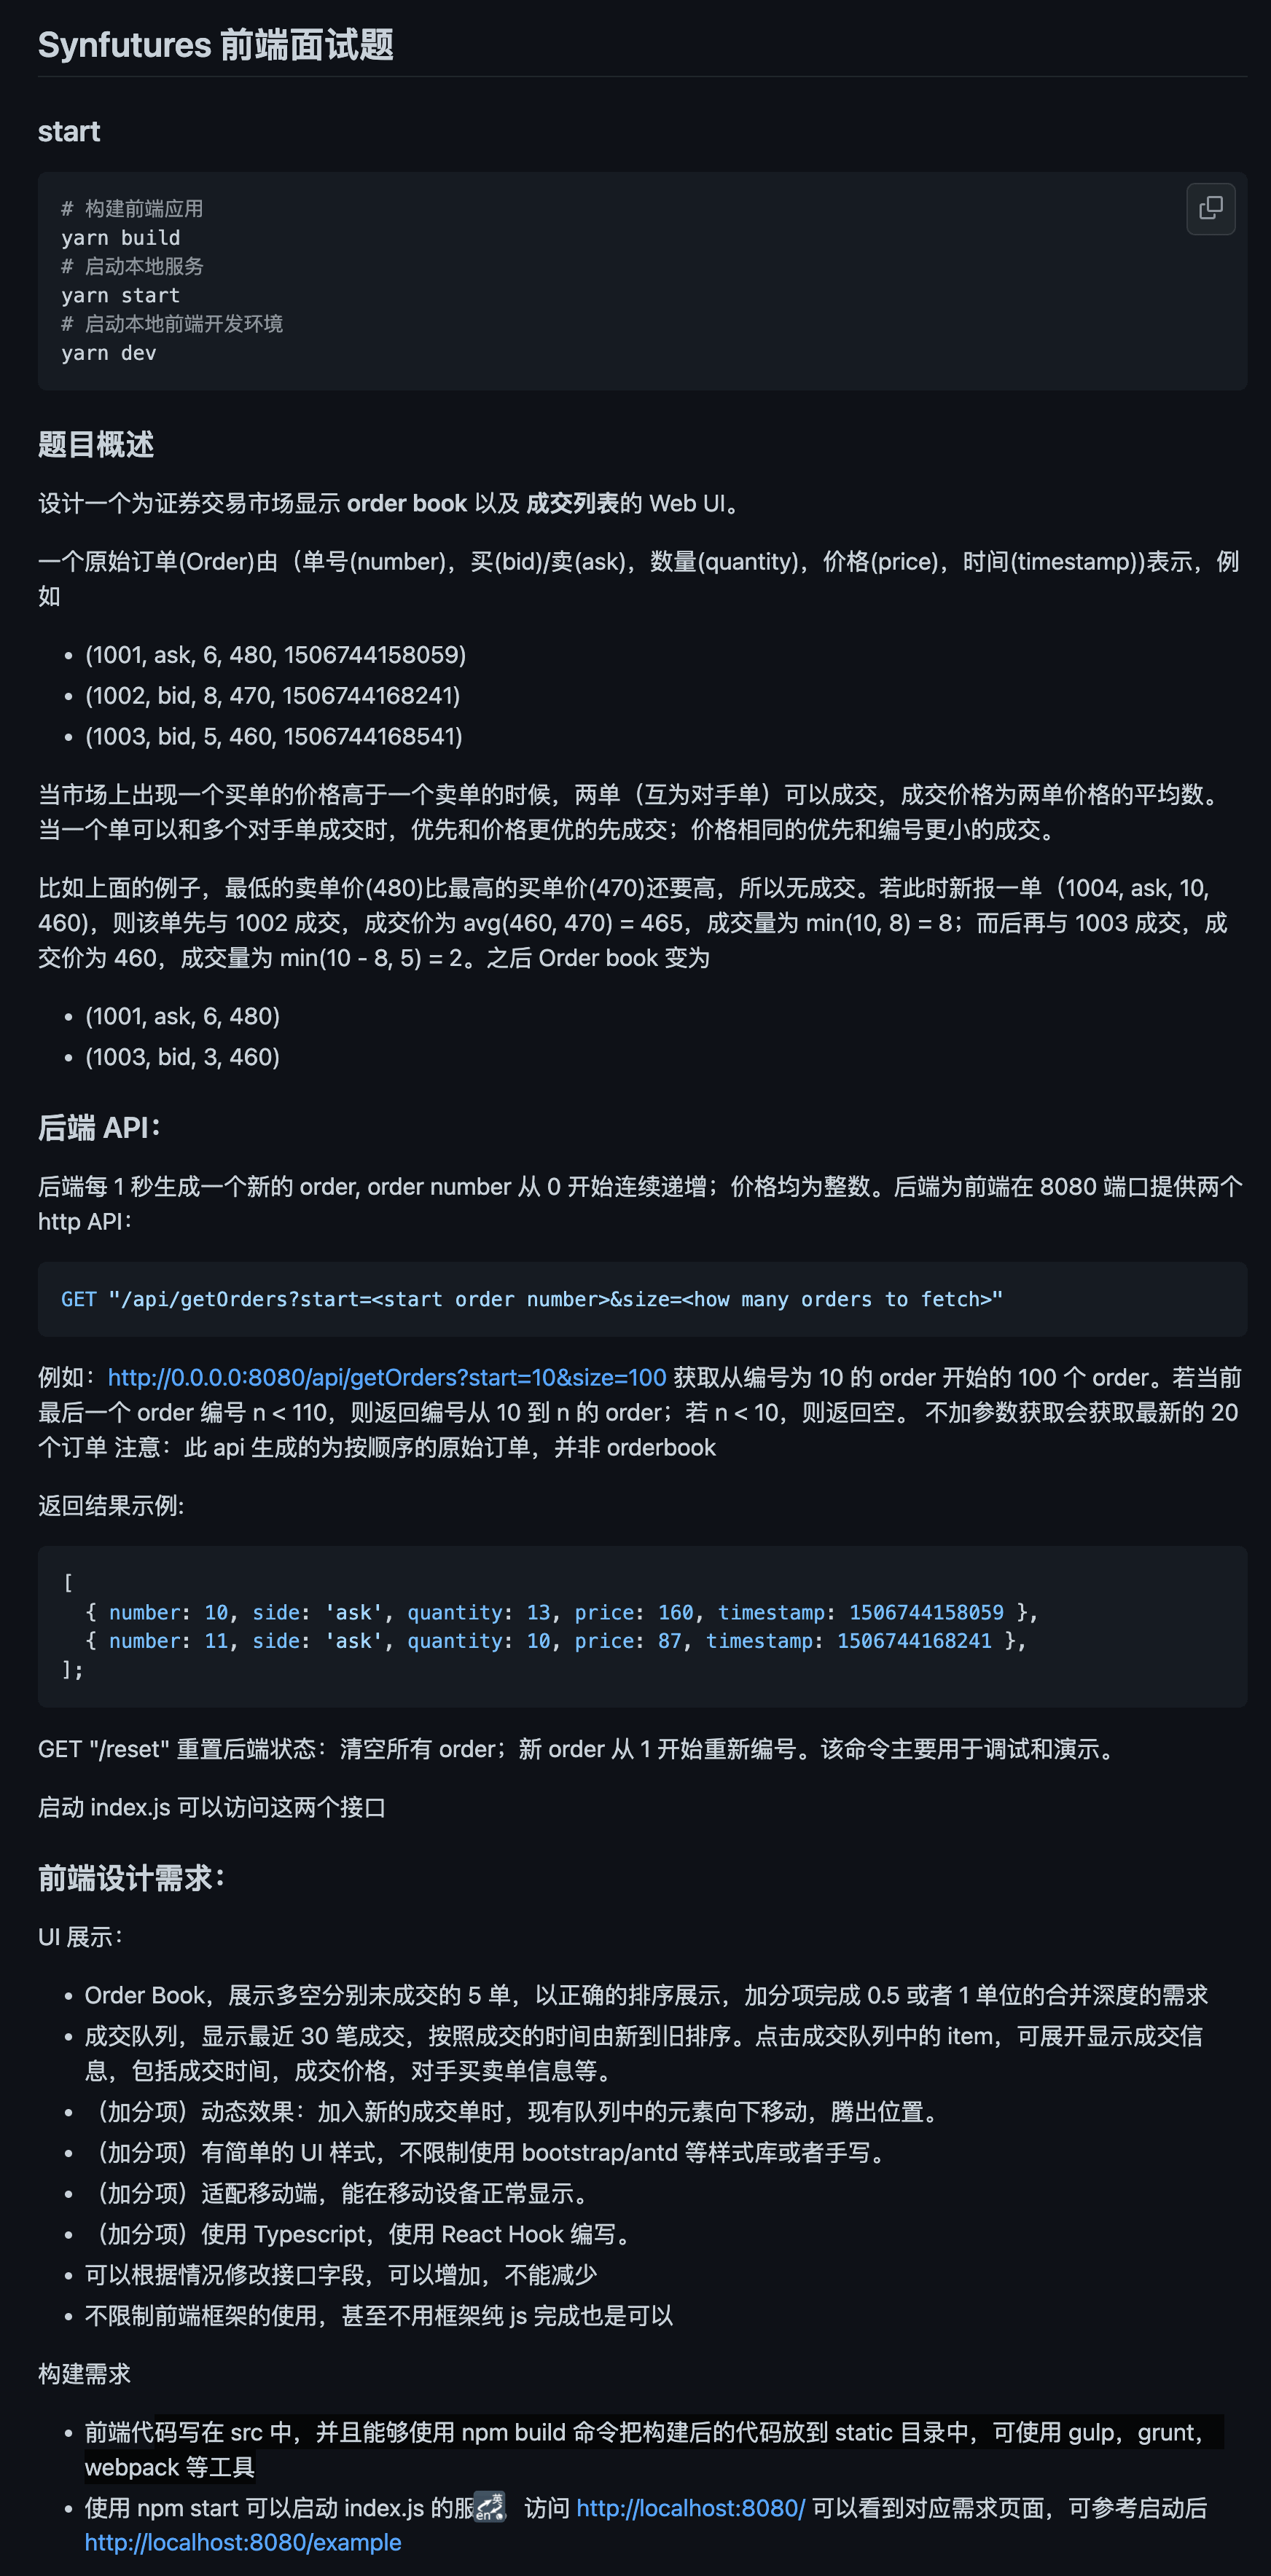 Synfutures 前端面试题
start
# 构建前端应用
yarn build
# 启动本地服务
yarn start
# 启动本地前端开发环境
yarn dev
题目概述
设计一个为证券交易市场显示 order book 以及 成交列表的 Web UI。
一个原始订单(Order)由（单号(number)，买(bid)/卖(ask)，数量(quantity)，价格(price)，时间(timestamp))表示，例
如
• (1001, ask, 6, 480, 1506744158059)
• (1002, bid, 8, 470, 1506744168241)
• (1003, bid, 5, 460, 1506744168541)
当市场上出现一个买单的价格高于一个卖单的时候，两单（互为对手单）可以成交，成交价格为两单价格的平均数。
当一个单可以和多个对手单成交时，优先和价格更优的先成交；价格相同的优先和编号更小的成交。
比如上面的例子，最低的卖单价(480)比最高的买单价(470)还要高，所以无成交。若此时新报一单（1004, ask, 10,
460)，则该单先与 1002 成交，成交价为 avg(460, 470) = 465，成交量为 min(10, 8) = 8；而后再与 1003 成交，成
交价为 460，成交量为 min(10 - 8, 5) = 2。之后 Order book 变为
• (1001, ask, 6, 480)
• (1003, bid, 3, 460)
后端 API：
后端每 1 秒生成一个新的 order, order number 从 0 开始连续递增；价格均为整数。后端为前端在 8080 端口提供两个
http API：
GET "/api/getOrders?start=<start order number>&size=<how many orders to fetch>"
例如：http://0.0.0.0:8080/api/getOrders?start=10&size=100 获取从编号为 10 的 order 开始的 100 个 order。若当前
最后一个 order 编号 n < 110，则返回编号从 10 到 n 的 order；若 n < 10，则返回空。 不加参数获取会获取最新的 20
个订单 注意：此 api 生成的为按顺序的原始订单，并非 orderbook
返回结果示例:
[
{ number: 10, side: 'ask', quantity: 13, price: 160, timestamp: 1506744158059 },
{ number: 11, side: 'ask', quantity: 10, price: 87, timestamp: 1506744168241 },
];
GET "/reset" 重置后端状态：清空所有 order；新 order 从 1 开始重新编号。该命令主要用于调试和演示。
启动 index.js 可以访问这两个接口
前端设计需求：
UI 展示：
• Order Book，展示多空分别未成交的 5 单，以正确的排序展示，加分项完成 0.5 或者 1 单位的合并深度的需求
• 成交队列，显示最近 30 笔成交，按照成交的时间由新到旧排序。点击成交队列中的 item，可展开显示成交信
息，包括成交时间，成交价格，对手买卖单信息等。
• （加分项）动态效果：加入新的成交单时，现有队列中的元素向下移动，腾出位置。
• （加分项）有简单的 UI 样式，不限制使用 bootstrap/antd 等样式库或者手写。
• （加分项）适配移动端，能在移动设备正常显示。
• （加分项）使用 Typescript，使用 React Hook 编写。
• 可以根据情况修改接口字段，可以增加，不能减少
• 不限制前端框架的使用，甚至不用框架纯 js 完成也是可以
构建需求
• 前端代码写在 src 中，并且能够使用 npm build 命令把构建后的代码放到 static 目录中，可使用 gulp，grunt，
webpack 等工具
• 使用 npm start 可以启动 index.js 的服 英 en 访问 http://localhost:8080/ 可以看到对应需求页面，可参考启动后
http://localhost:8080/example